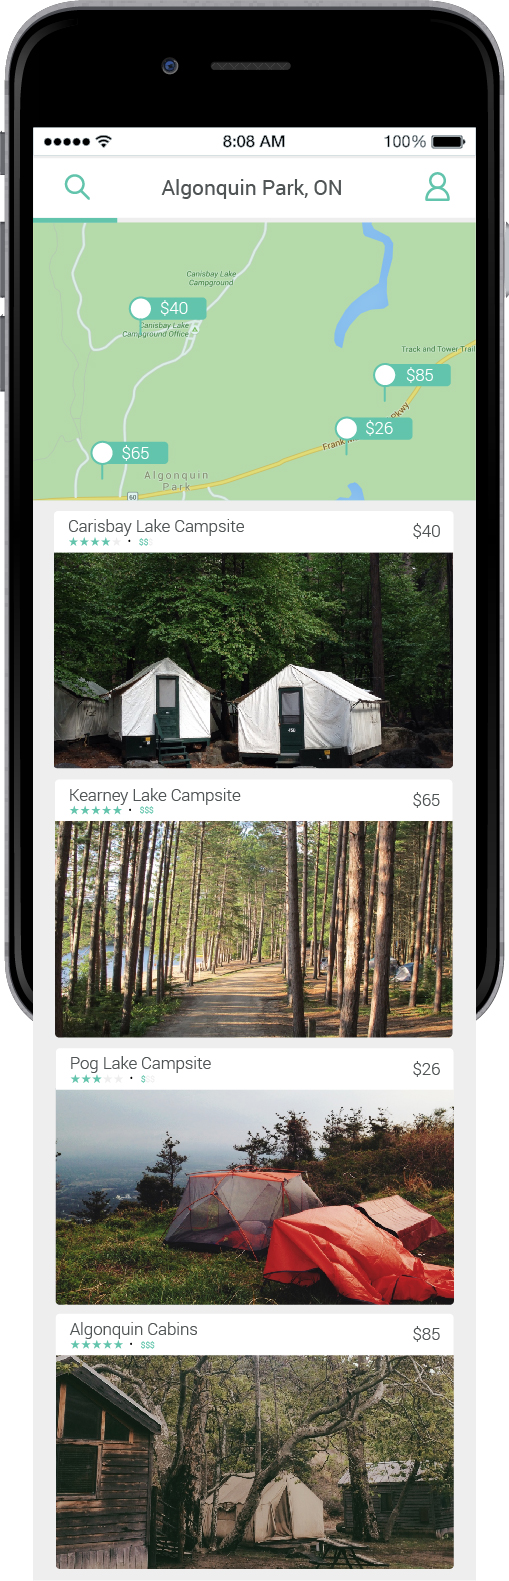 8:08 AM
100%
Algonquin Park, ON
Canisbay Lake
Campground
$40
Canisbay Lake
Campground Office
Track and Tower Trail
$85
Pkwy
$26
Frank
$65
Algonquin
Park
60
Carisbay Lake Campsite
$40
$$
Kearney Lake Campsite
$65
$$$
Pog Lake Campsite
$26
$
Algonquin Cabins
$85
$$$